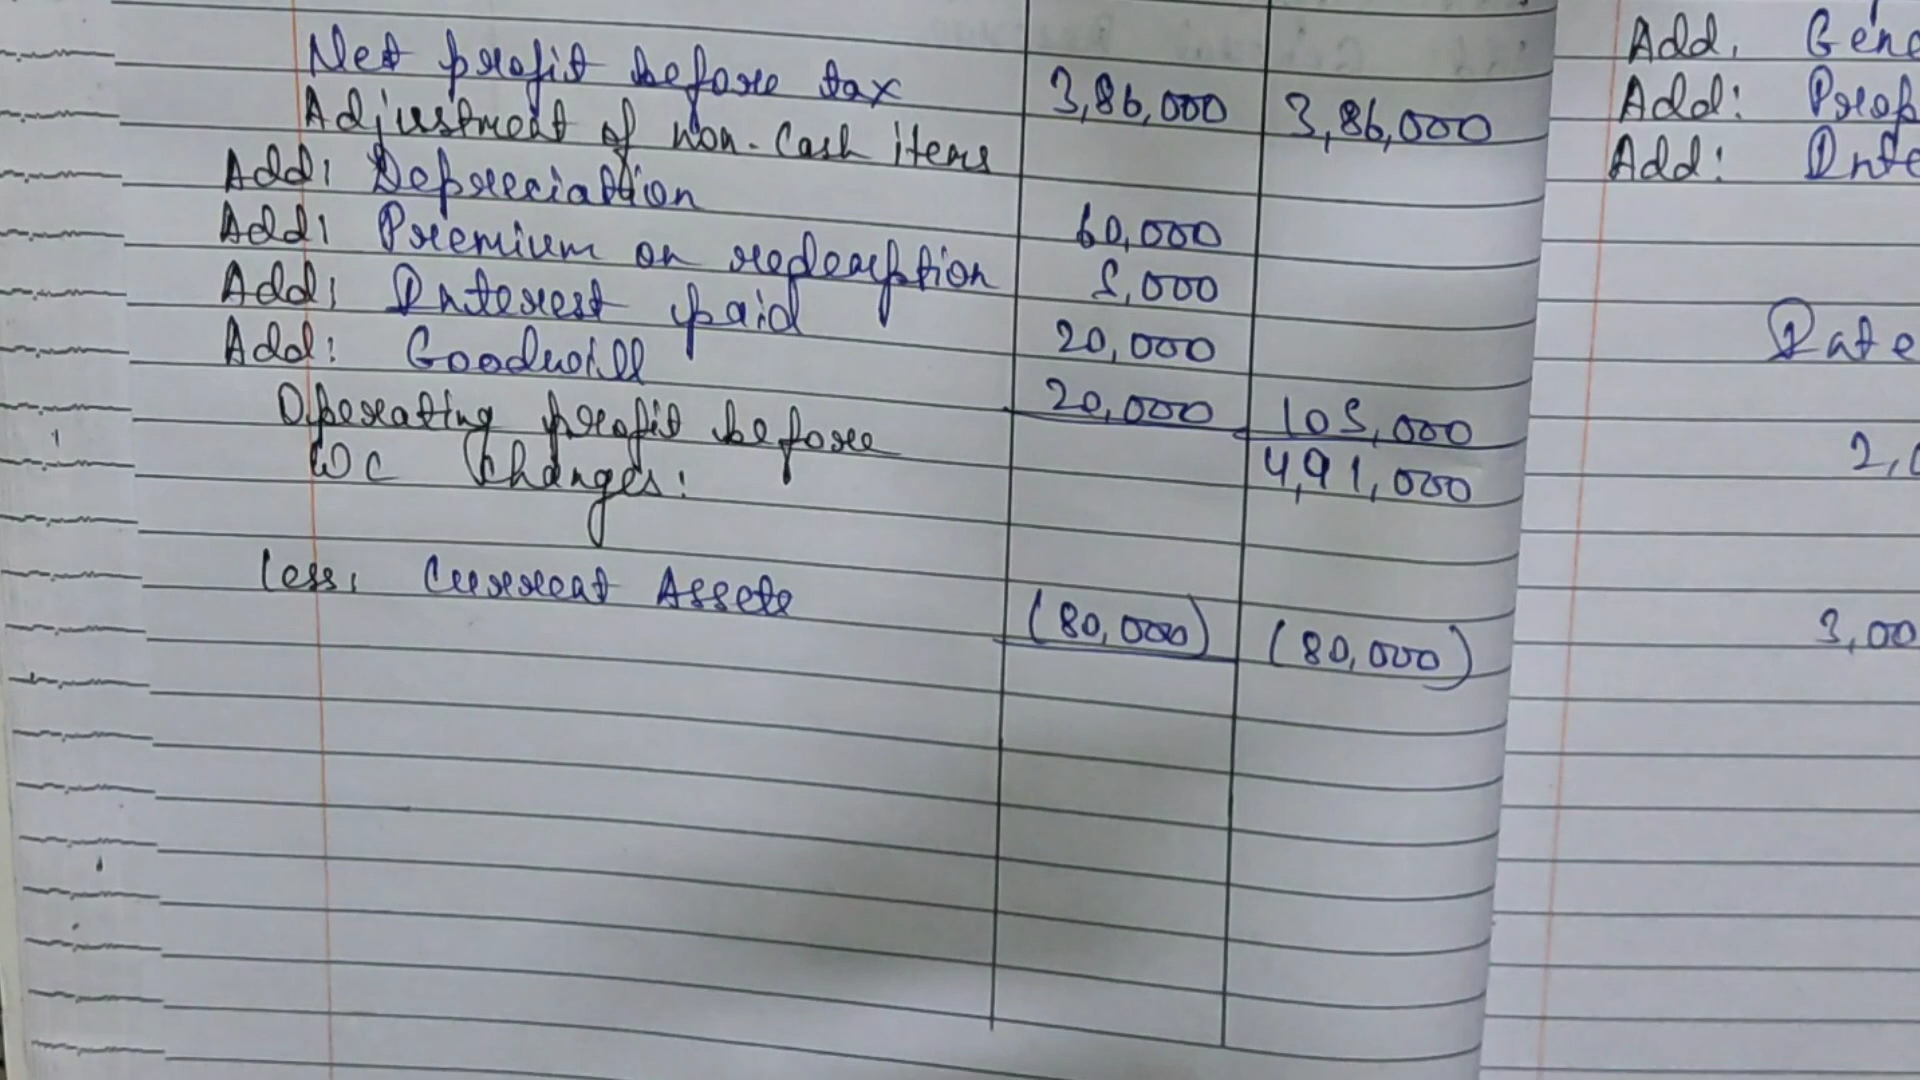 Net profit before tax 3,86,000 3,86,000
Adjustment of non-Cash items
Add: Depreciation 60,000
Add: Premium on redemption 5,000
Add: Interest paid 20,000
Add: Goodwill 20,000 105,000
Operating profit before
WC Changes: 4,91,000
Less: Current Assets (80,000) (80,000)
Add:
Add:
Add: